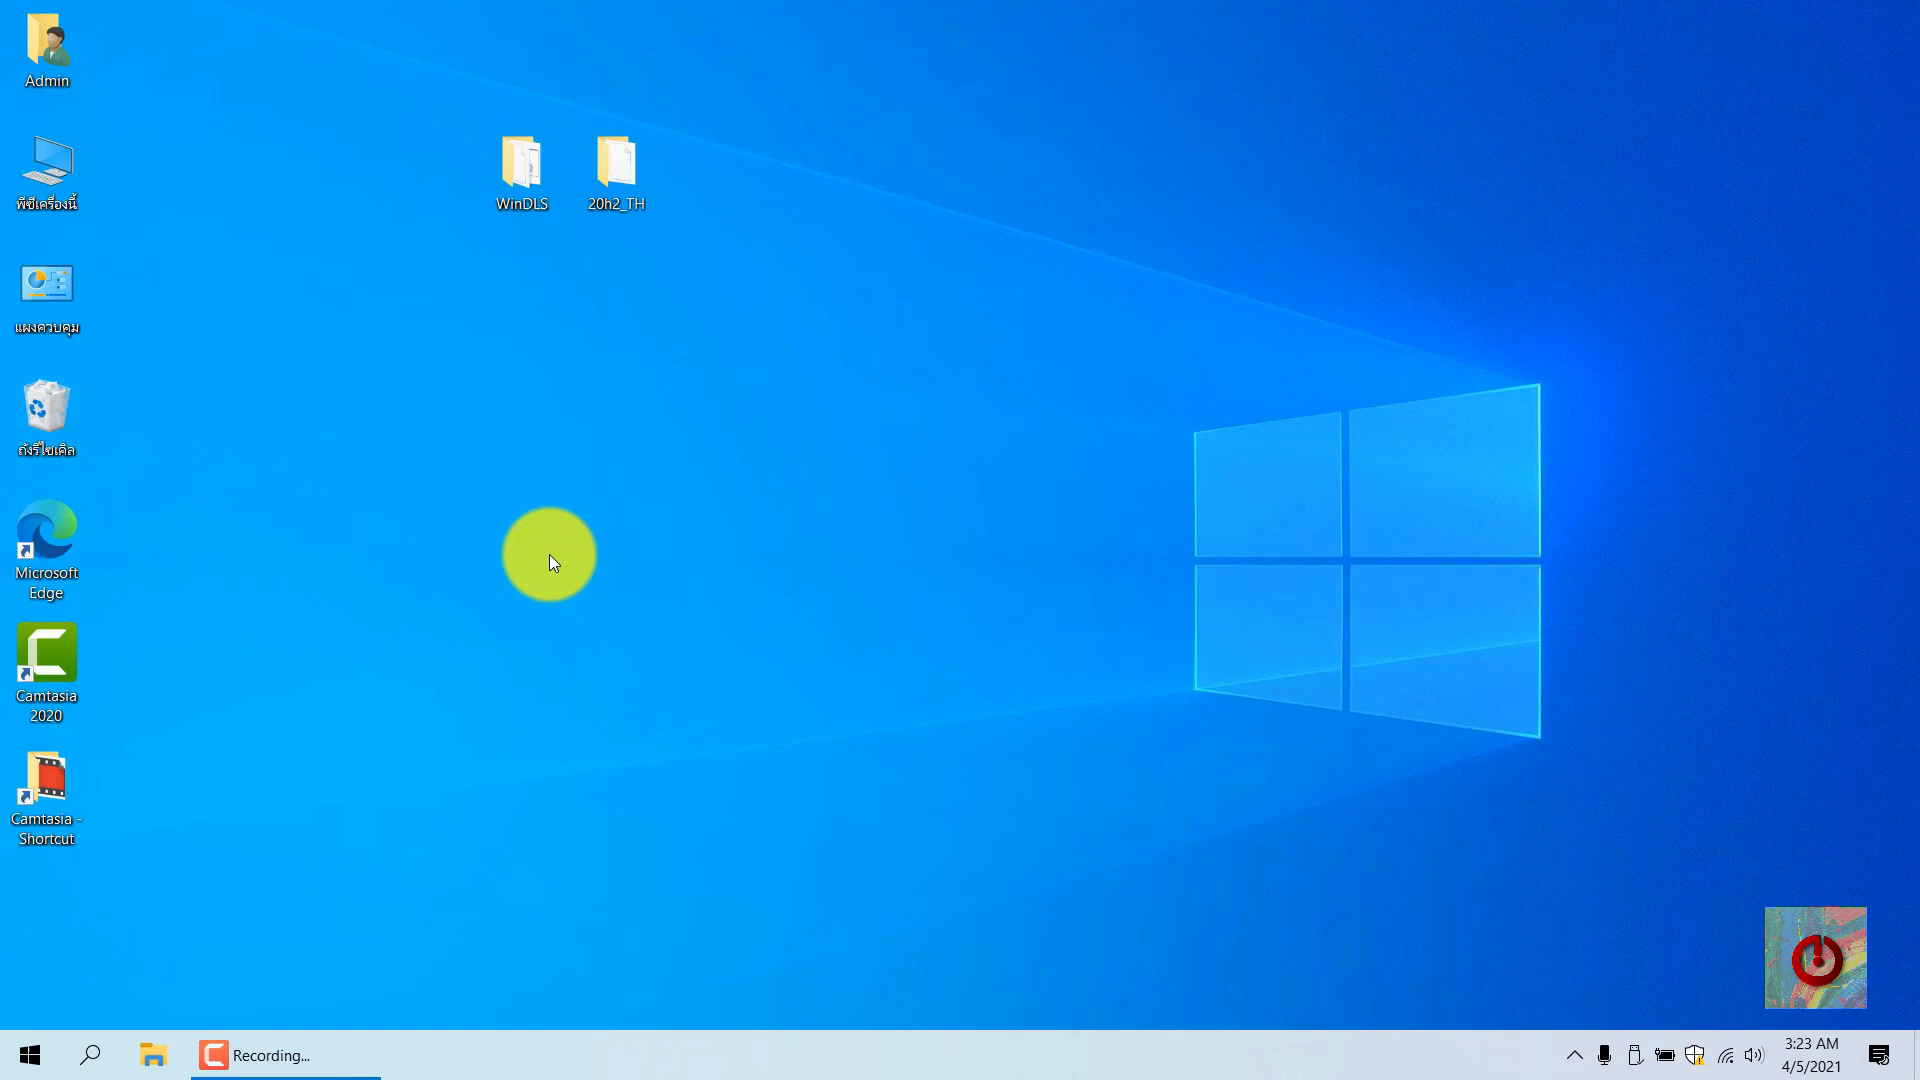 Admin
พีซีเครื่องนี้
แผงควบคุม
ถังรีไซเคิล
Microsoft
Edge
Camtasia
2020
Camtasia -
Shortcut
WinDLS
20h2_TH
Recording...
3:23 AM
4/5/2021